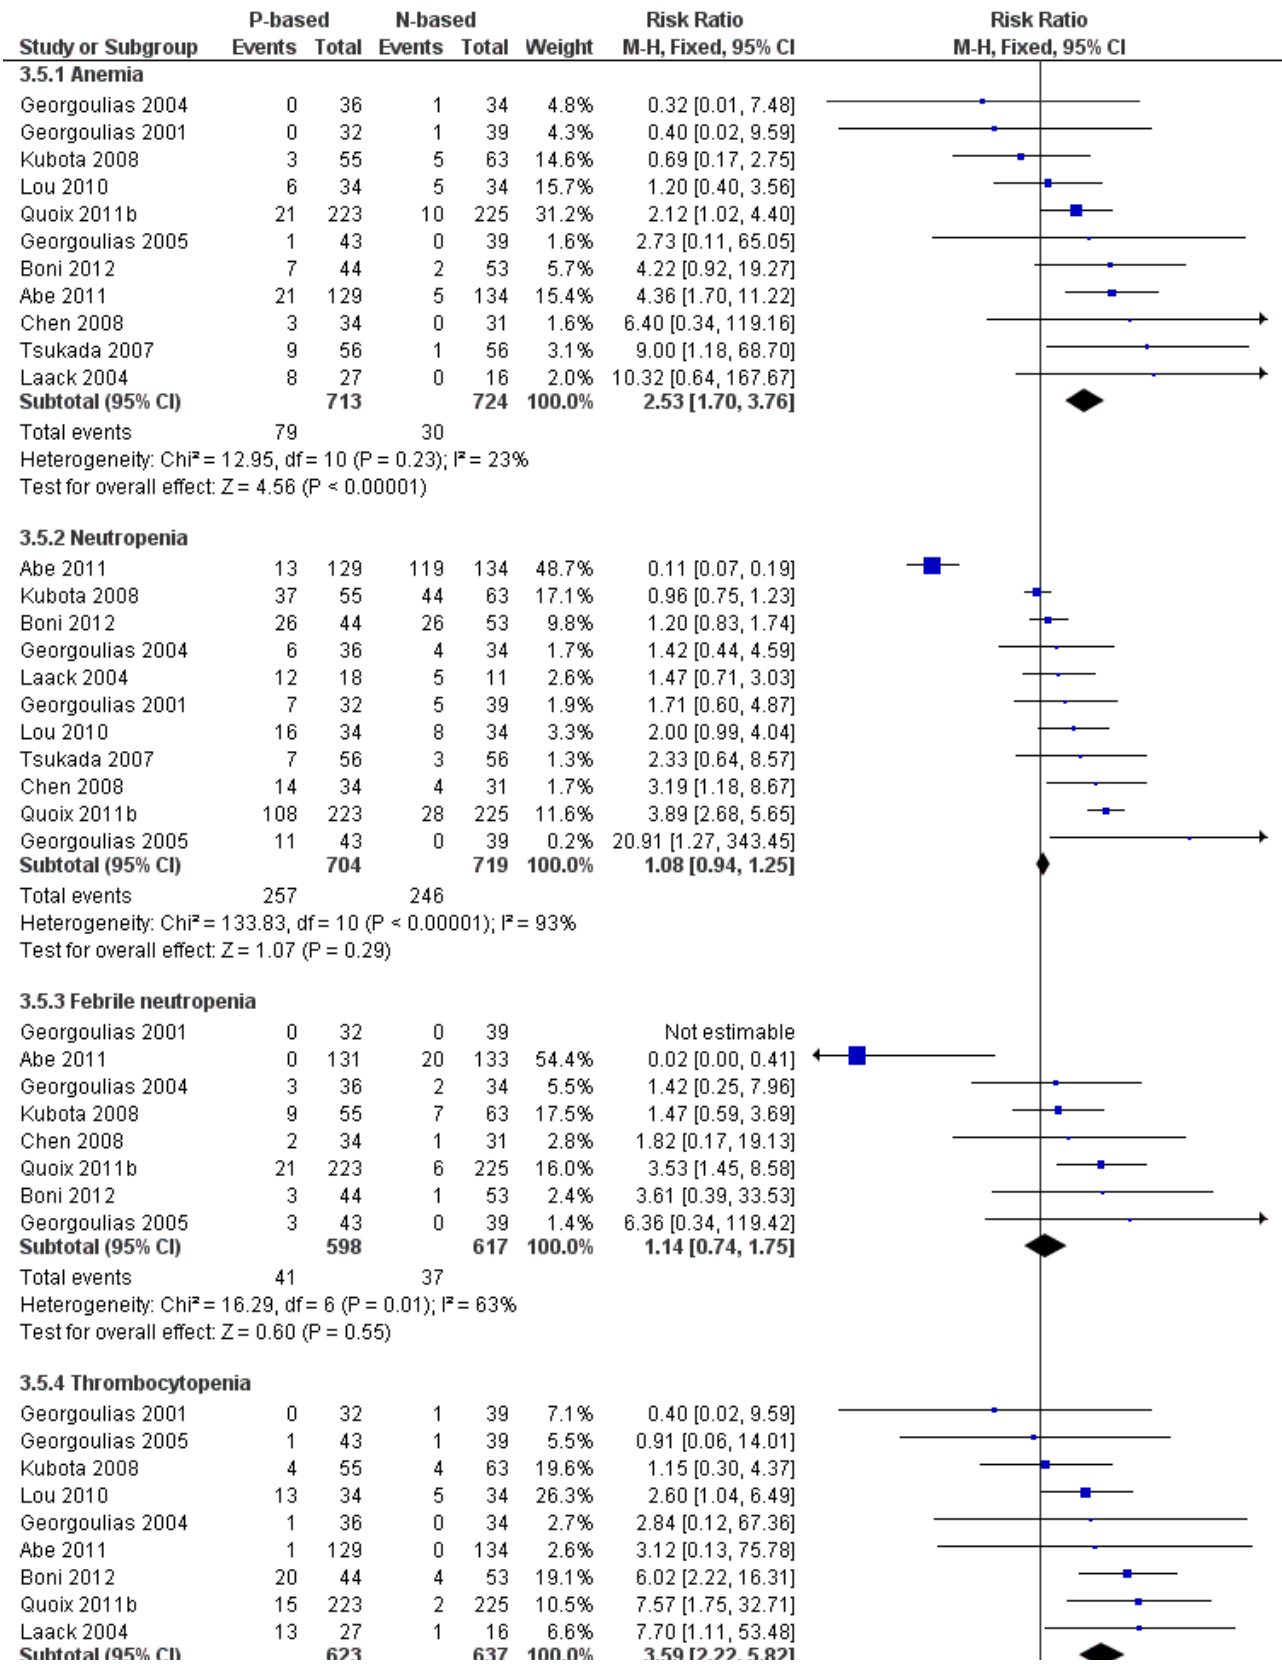 P-based N-based Risk Ratio Risk Ratio
Study or Subgroup Events Total Events Total Weight M-H, Fixed, 95% CI M-H, Fixed, 95% CI
3.5.1 Anemia
Georgoulias 2004 0 36 1 34 4.8% 0.32 [0.01, 7.48]
Georgoulias 2001 0 32 1 39 4.3% 0.40 [0.02, 9.59]
Kubota 2008 3 55 5 63 14.6% 0.69 [0.17, 2.75]
Lou 2010 6 34 5 34 15.7% 1.20 [0.40, 3.56]
Quoix 2011b 21 223 10 225 31.2% 2.12 [1.02, 4.40]
Georgoulias 2005 1 43 0 39 1.6% 2.73 [0.11, 65.05]
Boni 2012 7 44 2 53 5.7% 4.22 [0.92, 19.27]
Abe 2011 21 129 5 134 15.4% 4.36 [1.70, 11.22]
Chen 2008 3 34 0 31 1.6% 6.40 [0.34, 119.16]
Tsukada 2007 9 56 1 56 3.1% 9.00 [1.18, 68.70]
Laack 2004 8 27 0 16 2.0% 10.32 [0.64, 167.67]
Subtotal (95% CI) 713 724 100.0% 2.53 [1.70, 3.76]
Total events 79 30
Heterogeneity: Chi² = 12.95, df = 10 (P = 0.23); I² = 23%
Test for overall effect: Z = 4.56 (P < 0.00001)
3.5.2 Neutropenia
Abe 2011 13 129 119 134 48.7% 0.11 [0.07, 0.19]
Kubota 2008 37 55 44 63 17.1% 0.96 [0.75, 1.23]
Boni 2012 26 44 26 53 9.8% 1.20 [0.83, 1.74]
Georgoulias 2004 6 36 4 34 1.7% 1.42 [0.44, 4.59]
Laack 2004 12 18 5 11 2.6% 1.47 [0.71, 3.03]
Georgoulias 2001 7 32 5 39 1.9% 1.71 [0.60, 4.87]
Lou 2010 16 34 8 34 3.3% 2.00 [0.99, 4.04]
Tsukada 2007 7 56 3 56 1.3% 2.33 [0.64, 8.57]
Chen 2008 14 34 4 31 1.7% 3.19 [1.18, 8.67]
Quoix 2011b 108 223 28 225 11.6% 3.89 [2.68, 5.65]
Georgoulias 2005 11 43 0 39 0.2% 20.91 [1.27, 343.45]
Subtotal (95% CI) 704 719 100.0% 1.08 [0.94, 1.25]
Total events 257 246
Heterogeneity: Chi² = 133.83, df = 10 (P < 0.00001); I² = 93%
Test for overall effect: Z = 1.07 (P = 0.29)
3.5.3 Febrile neutropenia
Georgoulias 2001 0 32 0 39 Not estimable
Abe 2011 0 131 20 133 54.4% 0.02 [0.00, 0.41]
Georgoulias 2004 3 36 2 34 5.5% 1.42 [0.25, 7.96]
Kubota 2008 9 55 7 63 17.5% 1.47 [0.59, 3.69]
Chen 2008 2 34 1 31 2.8% 1.82 [0.17, 19.13]
Quoix 2011b 21 223 6 225 16.0% 3.53 [1.45, 8.58]
Boni 2012 3 44 1 53 2.4% 3.61 [0.39, 33.53]
Georgoulias 2005 3 43 0 39 1.4% 6.36 [0.34, 119.42]
Subtotal (95% CI) 598 617 100.0% 1.14 [0.74, 1.75]
Total events 41 37
Heterogeneity: Chi² = 16.29, df = 6 (P = 0.01); I² = 63%
Test for overall effect: Z = 0.60 (P = 0.55)
3.5.4 Thrombocytopenia
Georgoulias 2001 0 32 1 39 7.1% 0.40 [0.02, 9.59]
Georgoulias 2005 1 43 1 39 5.5% 0.91 [0.06, 14.01]
Kubota 2008 4 55 4 63 19.6% 1.15 [0.30, 4.37]
Lou 2010 13 34 5 34 26.3% 2.60 [1.04, 6.49]
Georgoulias 2004 1 36 0 34 2.7% 2.84 [0.12, 67.36]
Abe 2011 1 129 0 134 2.6% 3.12 [0.13, 75.78]
Boni 2012 20 44 4 53 19.1% 6.02 [2.22, 16.31]
Quoix 2011b 15 223 2 225 10.5% 7.57 [1.75, 32.71]
Laack 2004 13 27 1 16 6.6% 7.70 [1.11, 53.48]
Subtotal (95% CI) 623 637 100.0% 3.59 [2.22, 5.82]